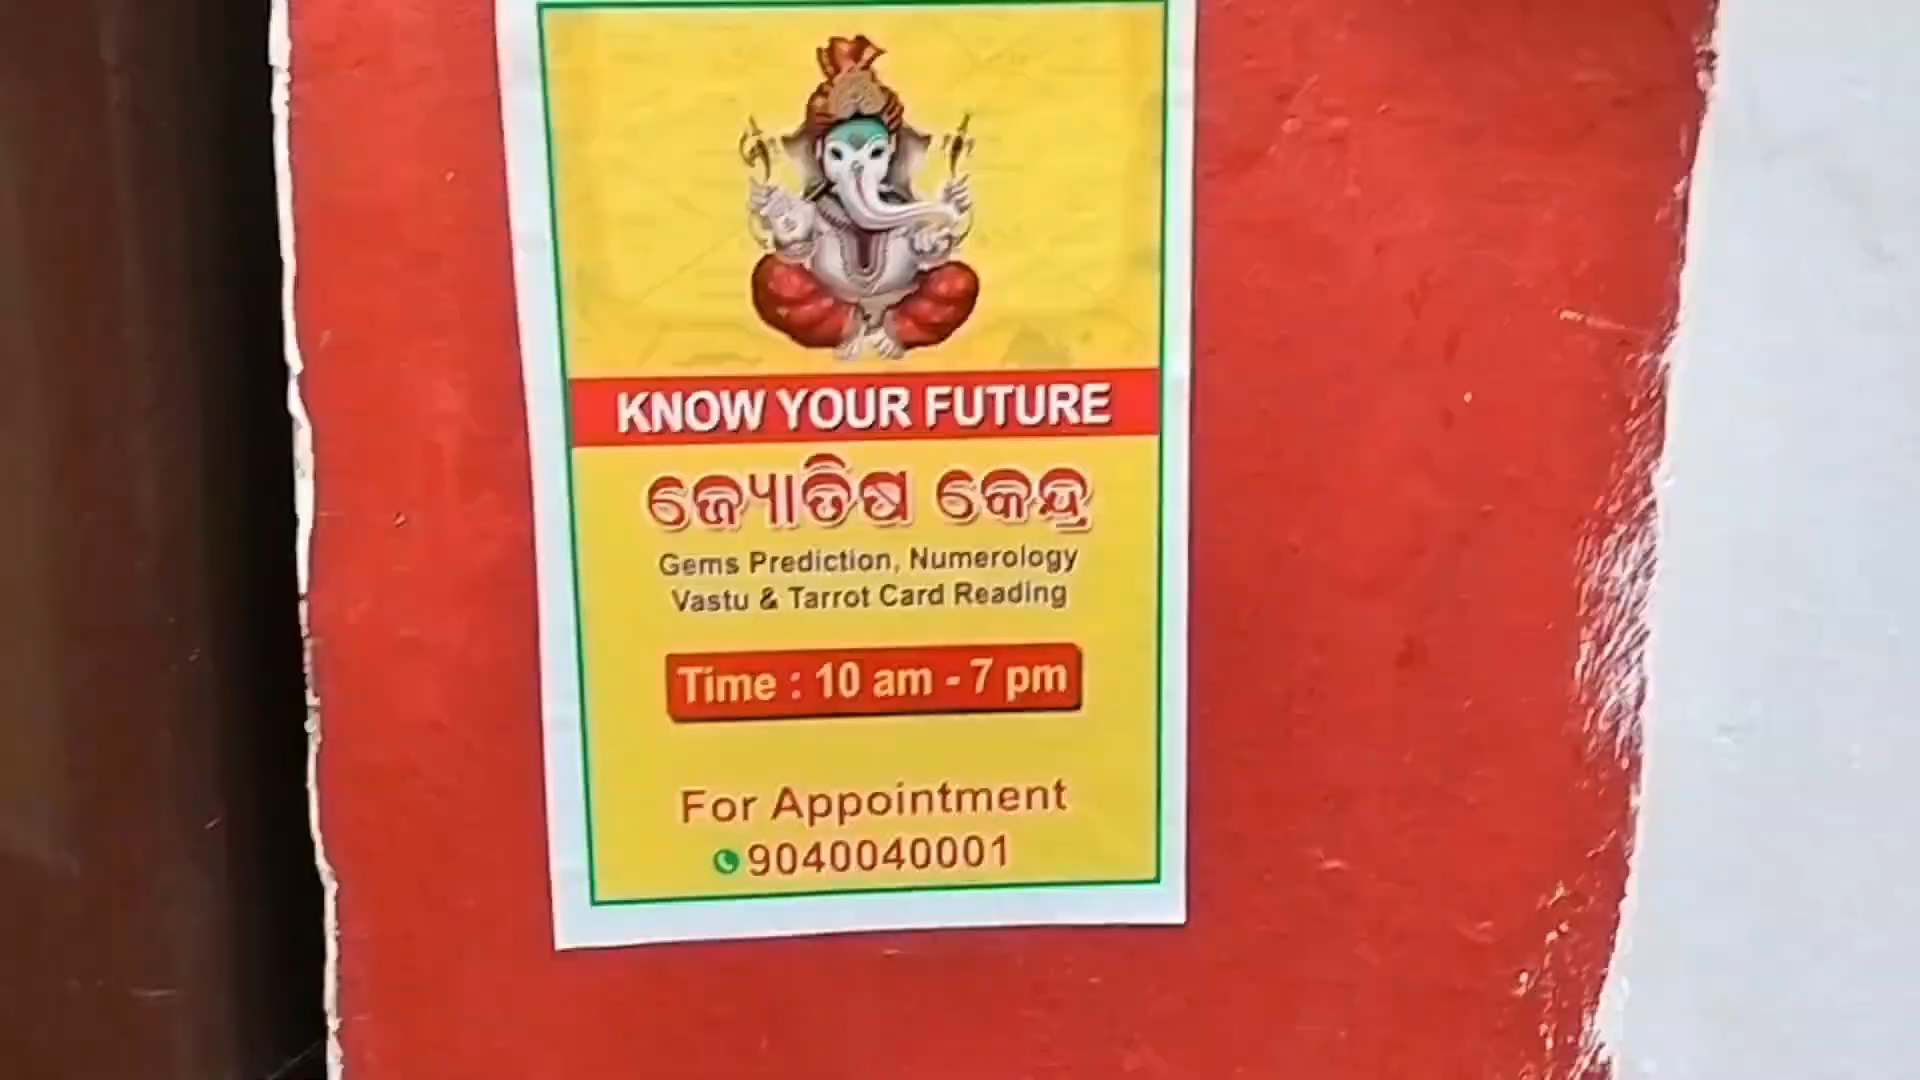 KNOW YOUR FUTURE
ଜ୍ୟୋତିଷ କେନ୍ଦ୍ର
Gems Prediction, Numerology
Vastu & Tarrot Card Reading
Time : 10 am - 7 pm
For Appointment
9040040001